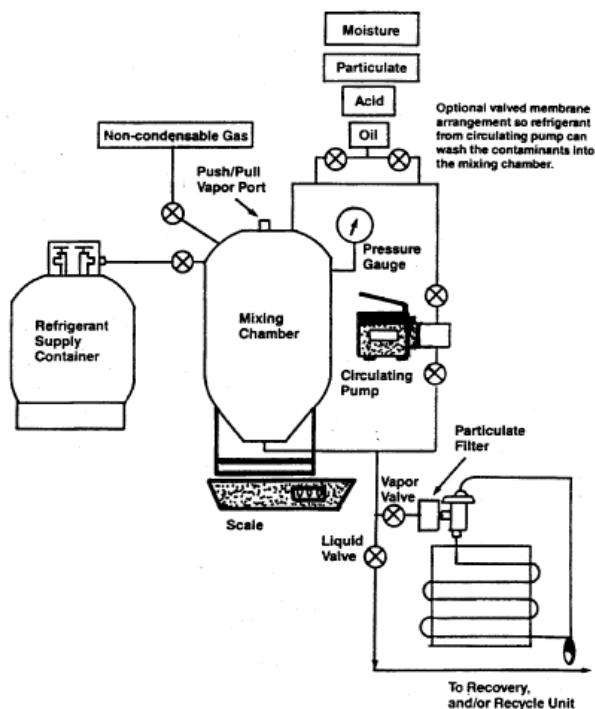 Moisture
Particulate
Acid
Oil
Optional valved membrane
arrangement so refrigerant
from circulating pump can
wash the contaminants into
the mixing chamber.
Non-condensable Gas
Push/Pull
Vapor Port
Pressure
Gauge
Refrigerant
Supply
Container
Mixing
Chamber
Circulating
Pump
Particulate
Filter
Scale
Vapor
Valve
Liquid
Valve
To Recovery,
and/or Recycle Unit